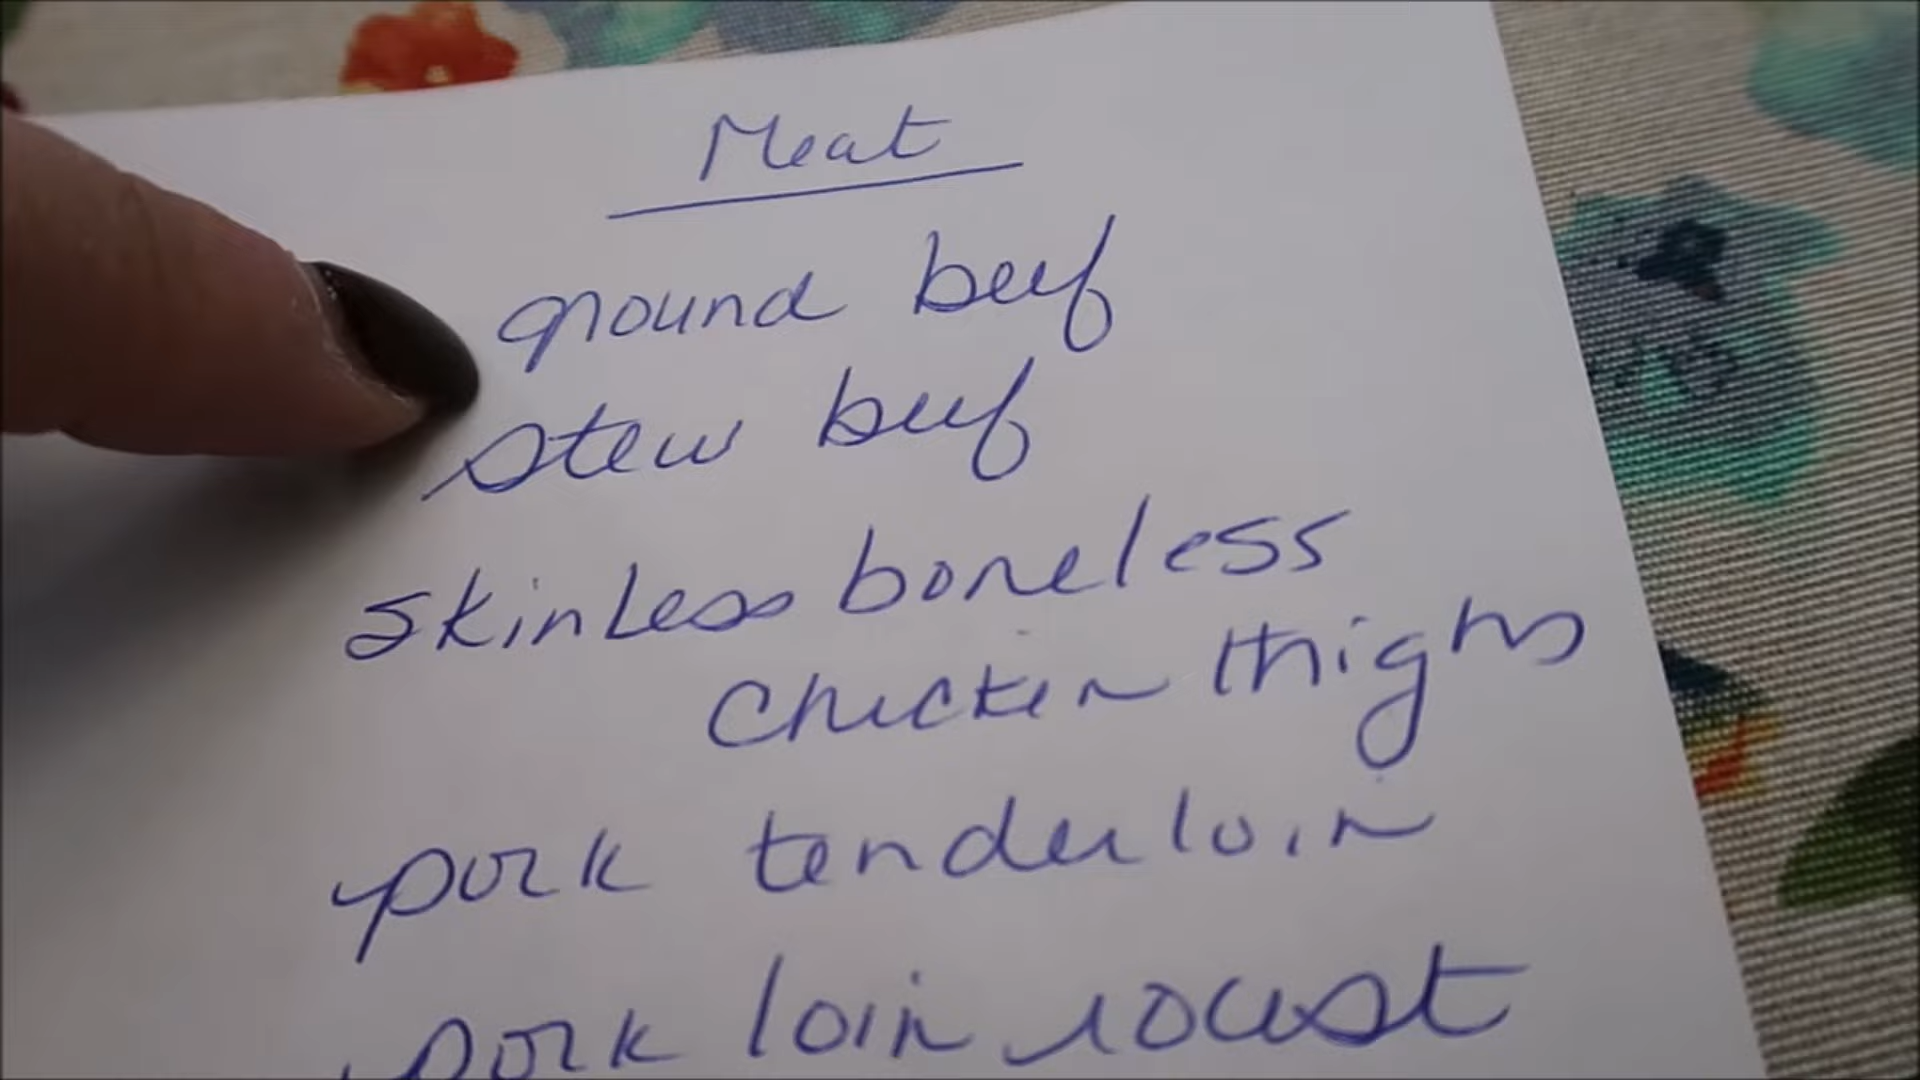 Meat
ground beef
stew beef
skinless boneless
chicken thighs
pork tenderloin
pork loin roast